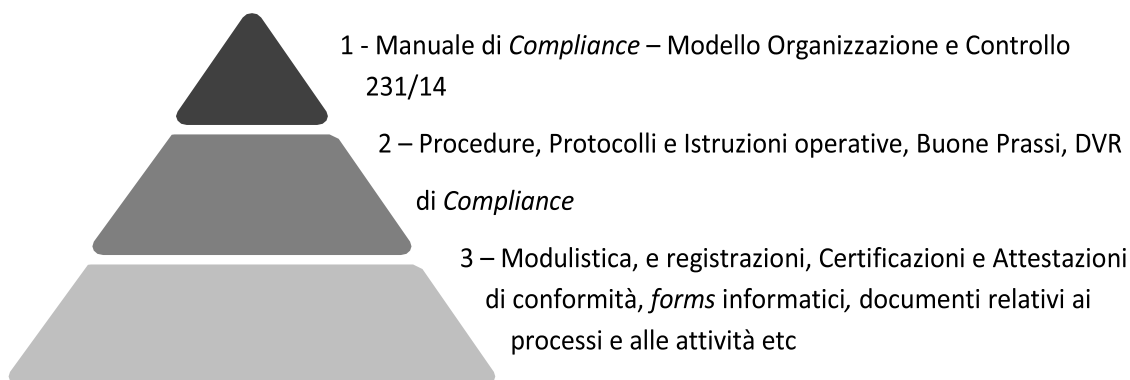 1 - Manuale di Compliance – Modello Organizzazione e Controllo
231/14
2 – Procedure, Protocolli e Istruzioni operative, Buone Prassi, DVR
di Compliance
3 – Modulistica, e registrazioni, Certificazioni e Attestazioni
di conformità, forms informatici, documenti relativi ai
processi e alle attività etc